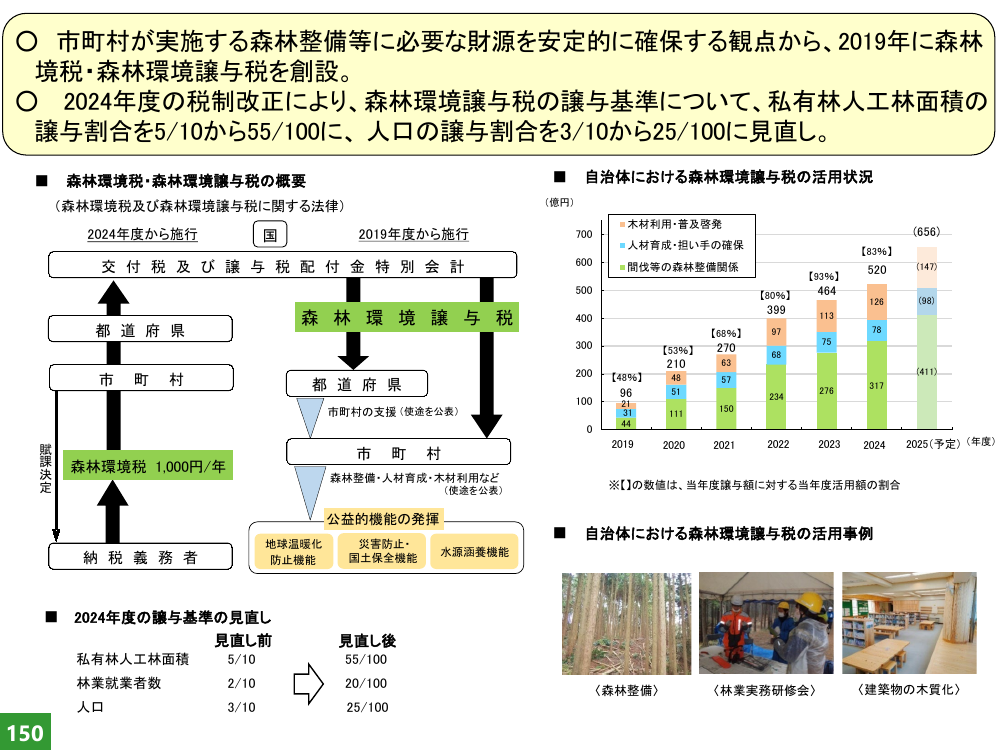 ○　市町村が実施する森林整備等に必要な財源を安定的に確保する観点から、2019年に森林
境税・森林環境譲与税を創設。
○　2024年度の税制改正により、森林環境譲与税の譲与基準について、私有林人工林面積の
譲与割合を5/10から55/100に、 人口の譲与割合を3/10から25/100に見直し。
■　森林環境税・森林環境譲与税の概要
（森林環境税及び森林環境譲与税に関する法律）
2024年度から施行
国
2019年度から施行
交付税及び譲与税配付金特別会計
都道府県
市町村
賦課決定
森林環境税 1,000円/年
納税義務者
森林環境譲与税
都道府県
市町村の支援（使途を公表）
市町村
森林整備・人材育成・木材利用など
（使途を公表）
公益的機能の発揮
地球温暖化
防止機能
災害防止・
国土保全機能
水源涵養機能
■　2024年度の譲与基準の見直し
見直し前　見直し後
私有林人工林面積　5/10　55/100
林業就業者数　2/10　20/100
人口　3/10　25/100
■　自治体における森林環境譲与税の活用状況
（億円）
700
600
500
400
300
200
100
0
木材利用・普及啓発
人材育成・担い手の確保
間伐等の森林整備関係
【48%】
96
21
31
44
【53%】
210
48
51
111
【68%】
270
63
57
150
【80%】
399
97
68
234
【93%】
464
113
75
276
【83%】
520
126
78
317
（656）
（147）
（98）
（411）
2019　2020　2021　2022　2023　2024　2025（予定）（年度）
※【】の数値は、当年度譲与額に対する当年度活用額の割合
■　自治体における森林環境譲与税の活用事例
〈森林整備〉
〈林業実務研修会〉
〈建築物の木質化〉
150